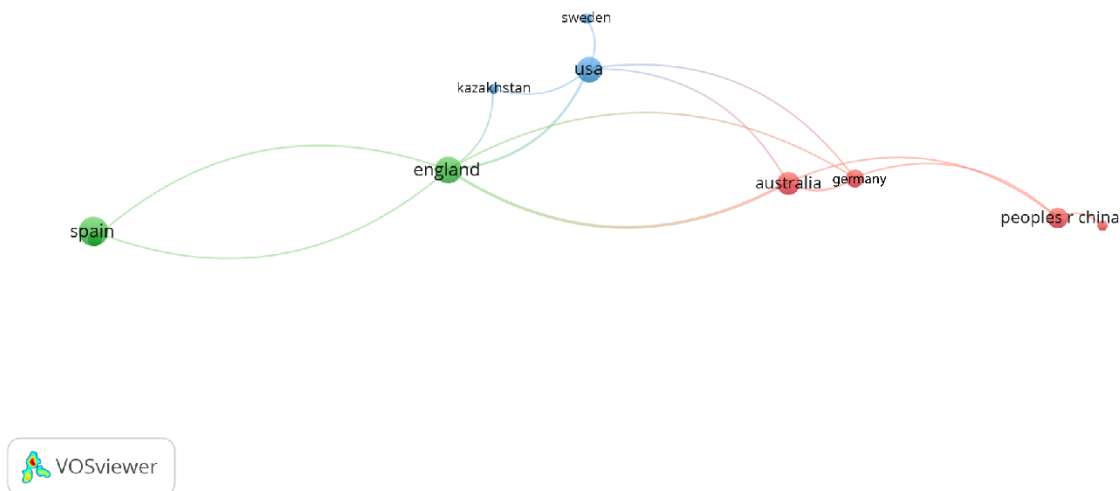 sweden
usa
kazakhstan
england
australia
germany
peoples r china
spain
VOSviewer